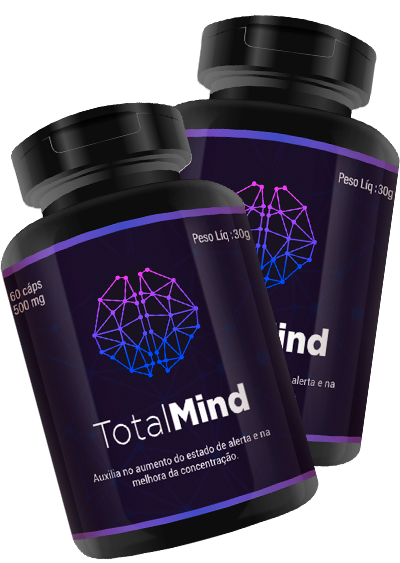 Peso Líq :30g
60 cáps
500 mg
TotalMind
Auxilia no aumento do estado de alerta e na
melhora da concentração.
Peso Líq :30g
ind
alerta e na